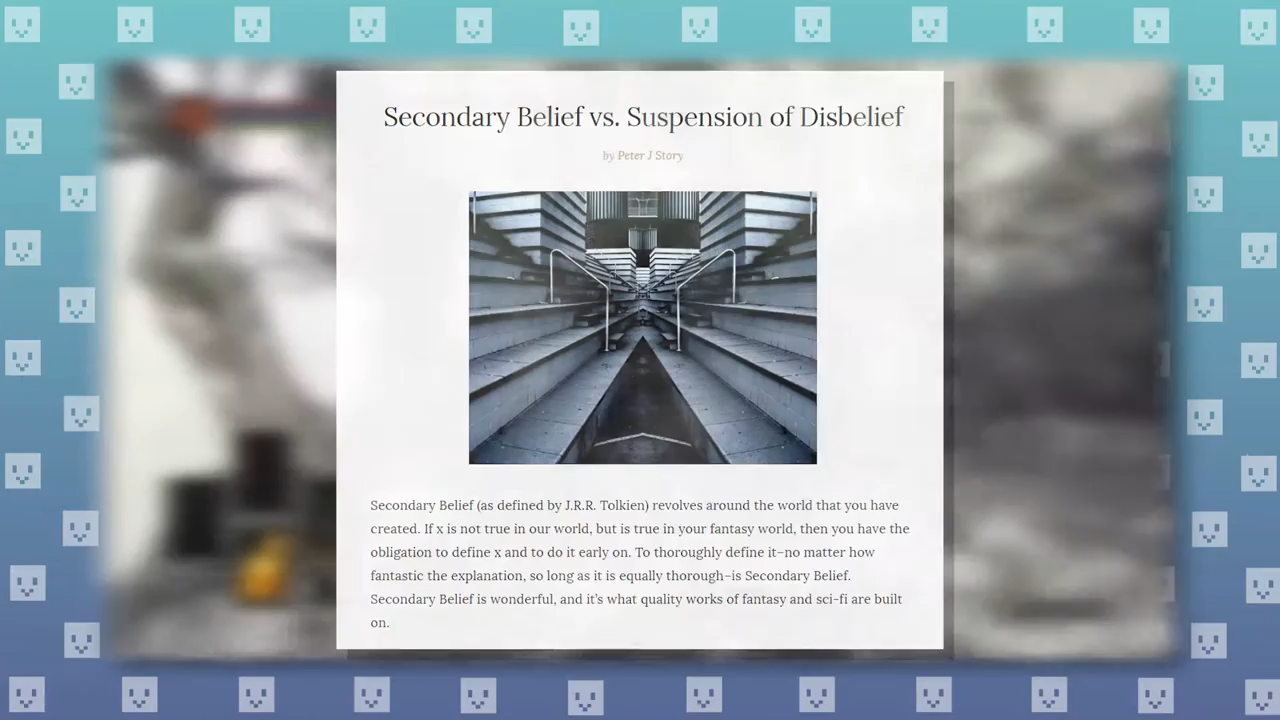 Secondary Belief vs. Suspension of Disbelief
by Peter J Story
Secondary Belief (as defined by J.R.R. Tolkien) revolves around the world that you have
created. If x is not true in our world, but is true in your fantasy world, then you have the
obligation to define x and to do it early on. To thoroughly define it–no matter how
fantastic the explanation, so long as it is equally thorough–is Secondary Belief.
Secondary Belief is wonderful, and it's what quality works of fantasy and sci-fi are built
on.